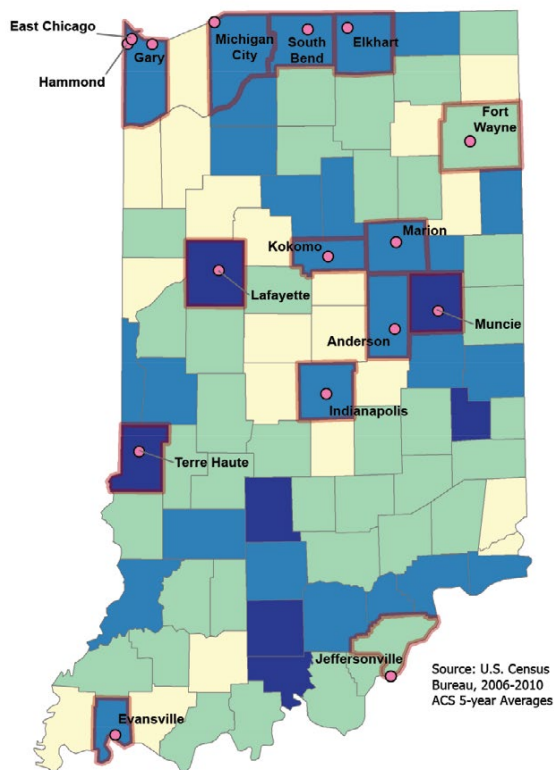 East Chicago
Hammond
Gary
Michigan
City
South
Bend
Elkhart
Fort
Wayne
Marion
Kokomo
Lafayette
Muncie
Anderson
Indianapolis
Terre Haute
Jeffersonville
Source: U.S. Census
Bureau, 2006-2010
ACS 5-year Averages
Evansville